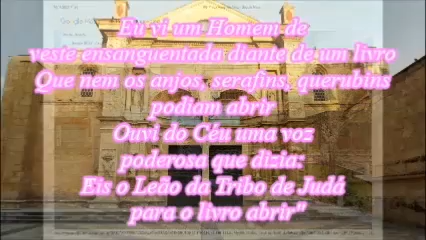 Eu vi um Homem de
veste ensanguentada diante de um livro
Que nem os anjos, serafins, querubins
podiam abrir
Ouvi do Céu uma voz
poderosa que dizia:
Eis o Leão da Tribo de Judá
para o livro abrir"